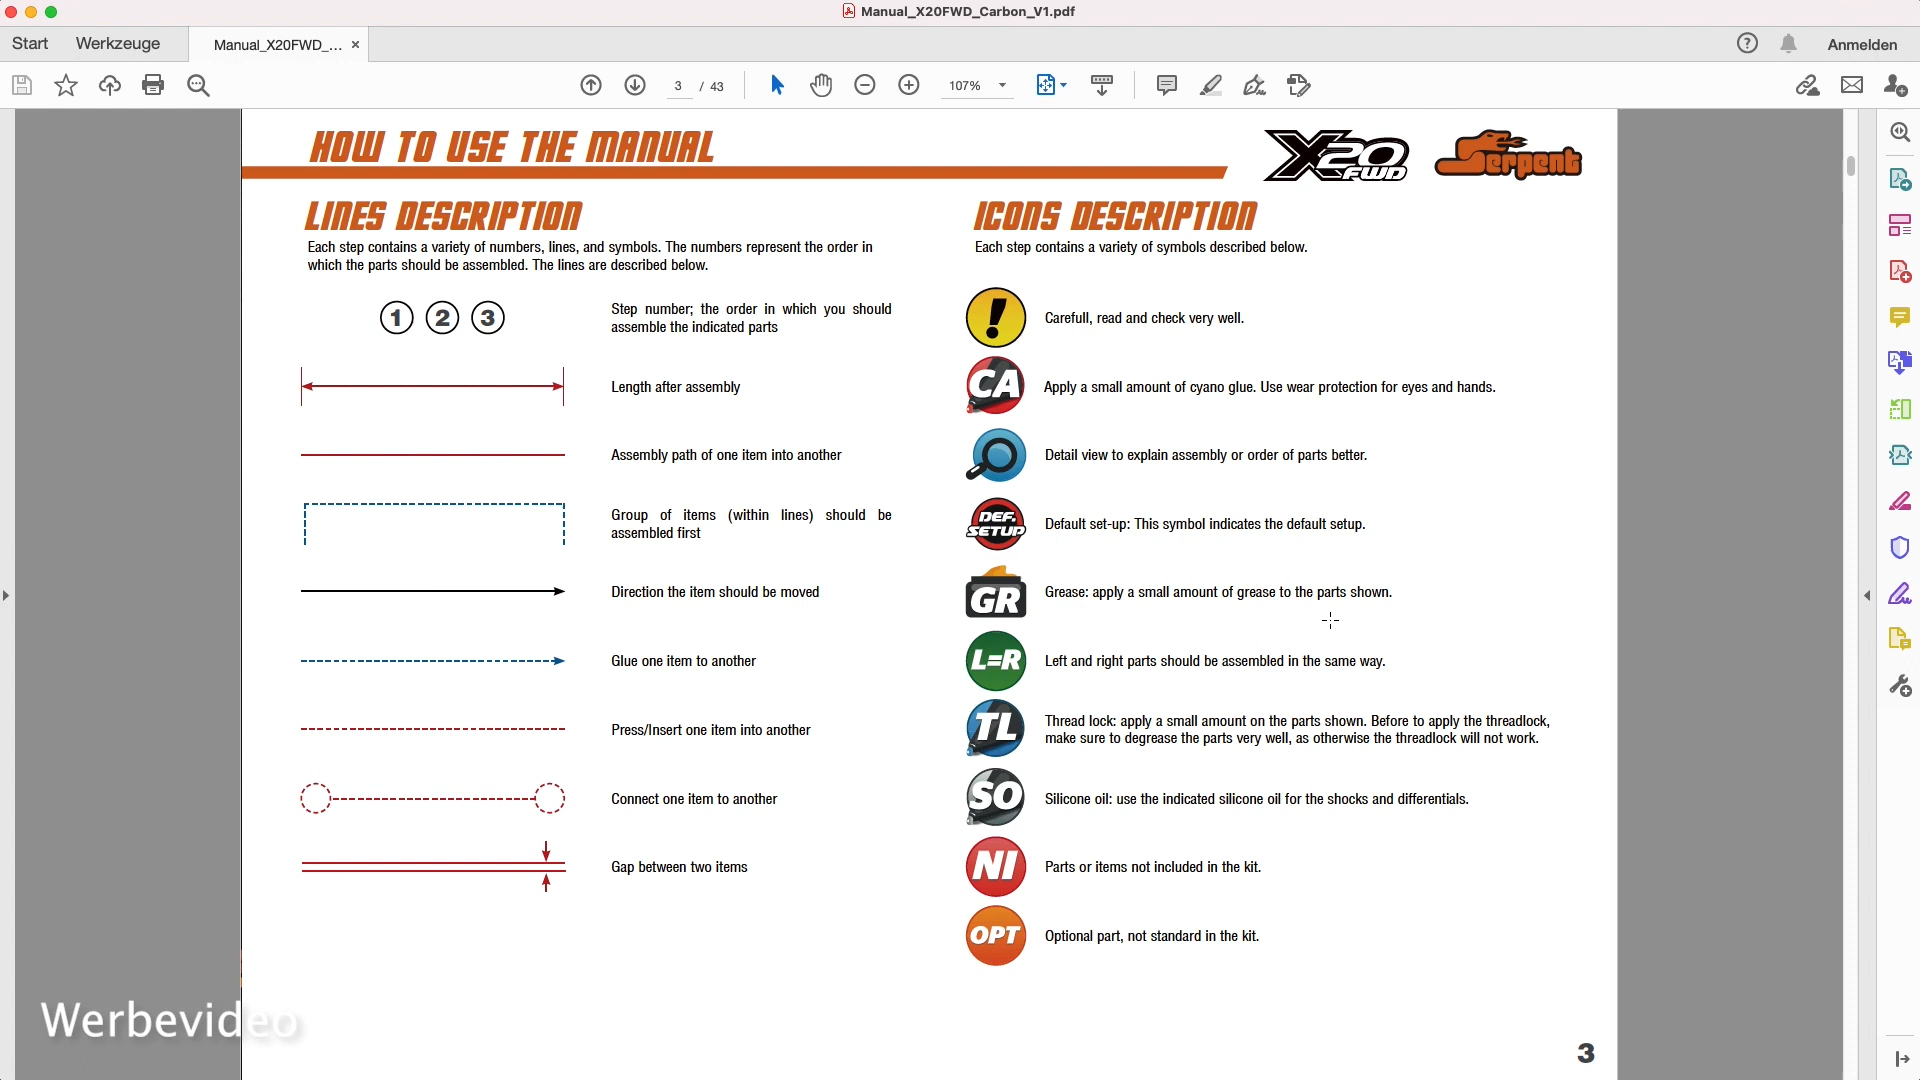 Manual_X20FWD_Carbon_V1.pdf
Start
Werkzeuge
Manual_X20FWD_...
Anmelden
3 / 43
107%
HOW TO USE THE MANUAL
X20 FWD
Serpent
LINES DESCRIPTION
Each step contains a variety of numbers, lines, and symbols. The numbers represent the order in
which the parts should be assembled. The lines are described below.
1 2 3
Step number; the order in which you should
assemble the indicated parts
Length after assembly
Assembly path of one item into another
Group of items (within lines) should be
assembled first
Direction the item should be moved
Glue one item to another
Press/Insert one item into another
Connect one item to another
Gap between two items
ICONS DESCRIPTION
Each step contains a variety of symbols described below.
!
Carefull, read and check very well.
CA
Apply a small amount of cyano glue. Use wear protection for eyes and hands.
Detail view to explain assembly or order of parts better.
DEF.
SETUP
Default set-up: This symbol indicates the default setup.
GR
Grease: apply a small amount of grease to the parts shown.
L=R
Left and right parts should be assembled in the same way.
TL
Thread lock: apply a small amount on the parts shown. Before to apply the threadlock,
make sure to degrease the parts very well, as otherwise the threadlock will not work.
SO
Silicone oil: use the indicated silicone oil for the shocks and differentials.
NI
Parts or items not included in the kit.
OPT
Optional part, not standard in the kit.
Werbevideo
3